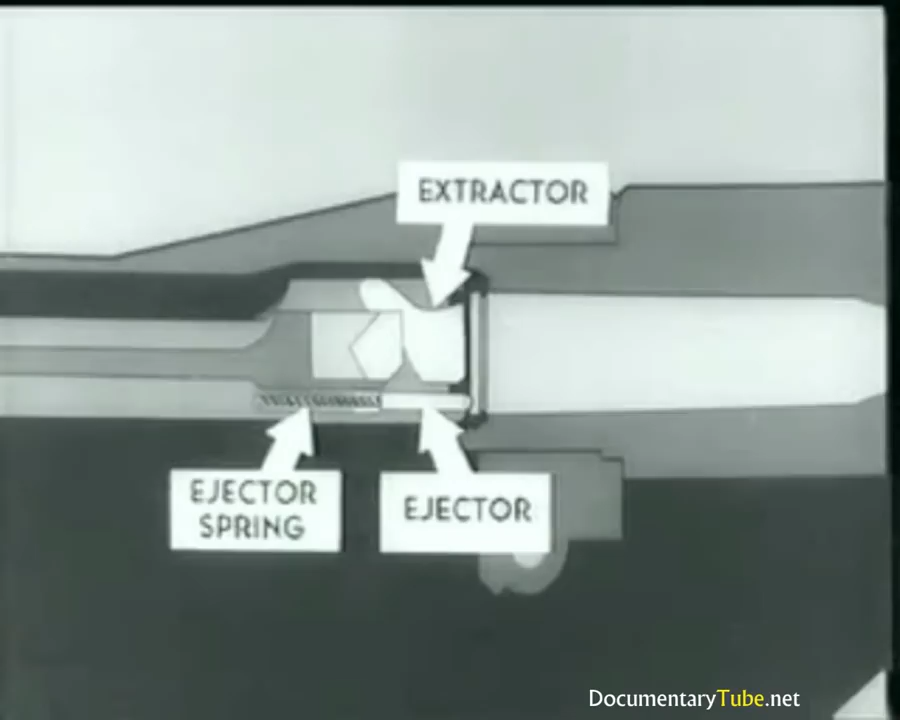 EXTRACTOR
EJECTOR
SPRING
EJECTOR
DocumentaryTube.net